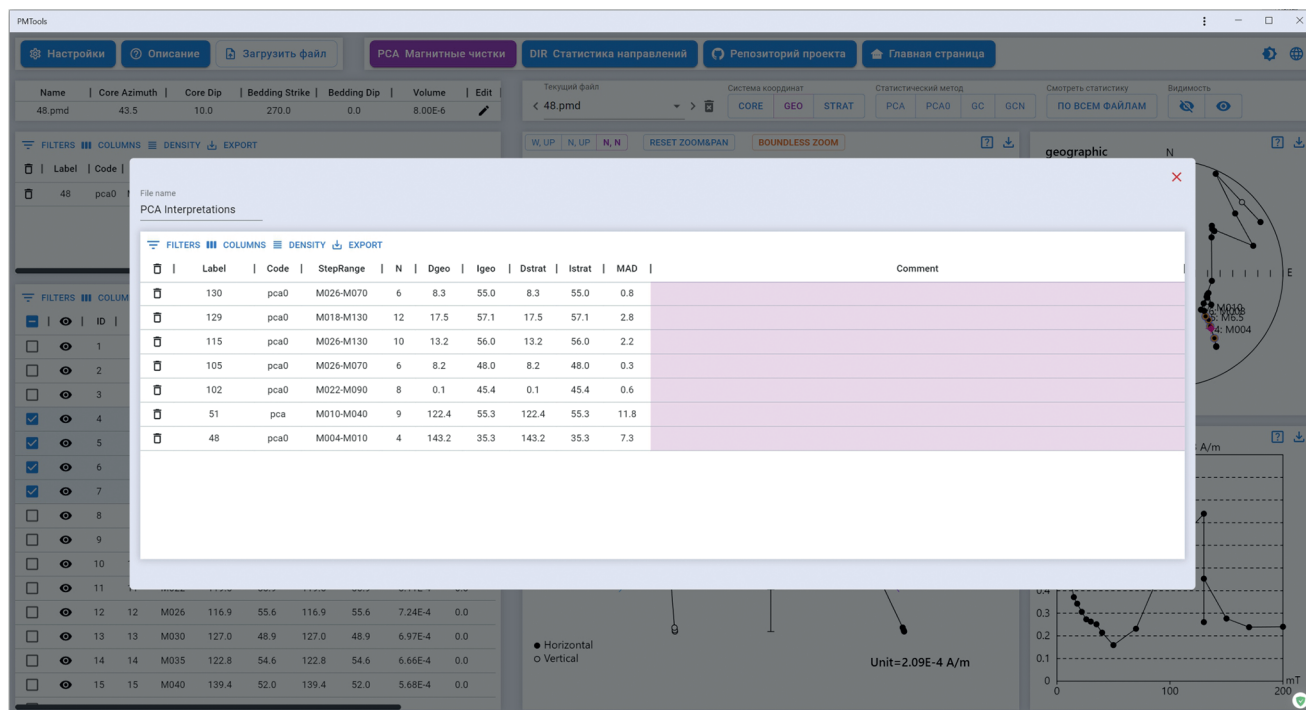 PMTools
Настройки Описание Загрузить файл PCA Магнитные чистки DIR Статистика направлений Репозиторий проекта Главная страница
Name Core Azimuth Core Dip Bedding Strike Bedding Dip Volume Edit
48.pmd 43.5 10.0 270.0 0.0 8.00E-6
Текущий файл Система координат Статистический метод Смотреть статистику Видимость
48.pmd CORE GEO STRAT PCA PCA0 GC GCN ПО ВСЕМ ФАЙЛАМ
FILTERS COLUMNS DENSITY EXPORT
W, UP N, UP N, N RESET ZOOM&PAN BOUNDLESS ZOOM
geographic N
Label Code
48 pca0
File name
PCA Interpretations
FILTERS COLUMNS DENSITY EXPORT
Label Code StepRange N Dgeo Igeo Dstrat Istrat MAD Comment
130 pca0 M026-M070 6 8.3 55.0 8.3 55.0 0.8
129 pca0 M018-M130 12 17.5 57.1 17.5 57.1 2.8
115 pca0 M026-M130 10 13.2 56.0 13.2 56.0 2.2
105 pca0 M026-M070 6 8.2 48.0 8.2 48.0 0.3
102 pca0 M022-M090 8 0.1 45.4 0.1 45.4 0.6
51 pca M010-M040 9 122.4 55.3 122.4 55.3 11.8
48 pca0 M004-M010 4 143.2 35.3 143.2 35.3 7.3
E
M010
5: M6.5
4: M004
FILTERS COLUM
ID
1
2
3
4
5
6
7
8
9
10
11
12 12 M026 116.9 55.6 116.9 55.6 7.24E-4 0.0
13 13 M030 127.0 48.9 127.0 48.9 6.97E-4 0.0
14 14 M035 122.8 54.6 122.8 54.6 6.66E-4 0.0
15 15 M040 139.4 52.0 139.4 52.0 5.68E-4 0.0
Horizontal
Vertical
Unit=2.09E-4 A/m
A/m
0.4
0.3
0.2
0.1
0
0 100 200
mT